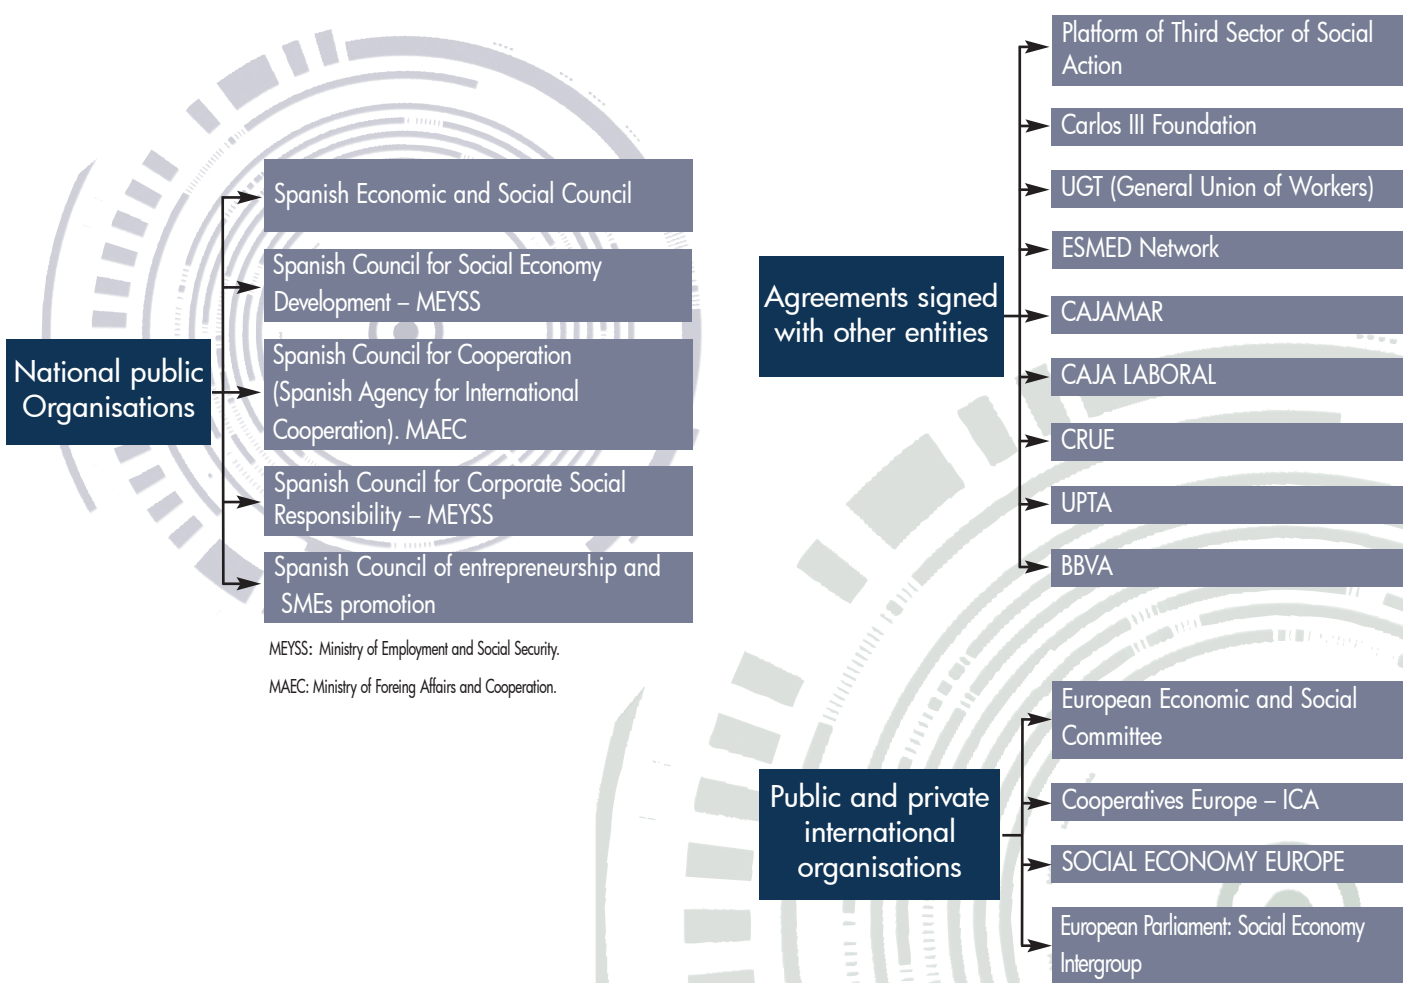 National public
Organisations
Spanish Economic and Social Council
Spanish Council for Social Economy
Development – MEYSS
Spanish Council for Cooperation
(Spanish Agency for International
Cooperation). MAEC
Spanish Council for Corporate Social
Responsibility – MEYSS
Spanish Council of entrepreneurship and
SMEs promotion
MEYSS: Ministry of Employment and Social Security.
MAEC: Ministry of Foreing Affairs and Cooperation.
Agreements signed
with other entities
Platform of Third Sector of Social
Action
Carlos III Foundation
UGT (General Union of Workers)
ESMED Network
CAJAMAR
CAJA LABORAL
CRUE
UPTA
BBVA
Public and private
international
organisations
European Economic and Social
Committee
Cooperatives Europe – ICA
SOCIAL ECONOMY EUROPE
European Parliament: Social Economy
Intergroup